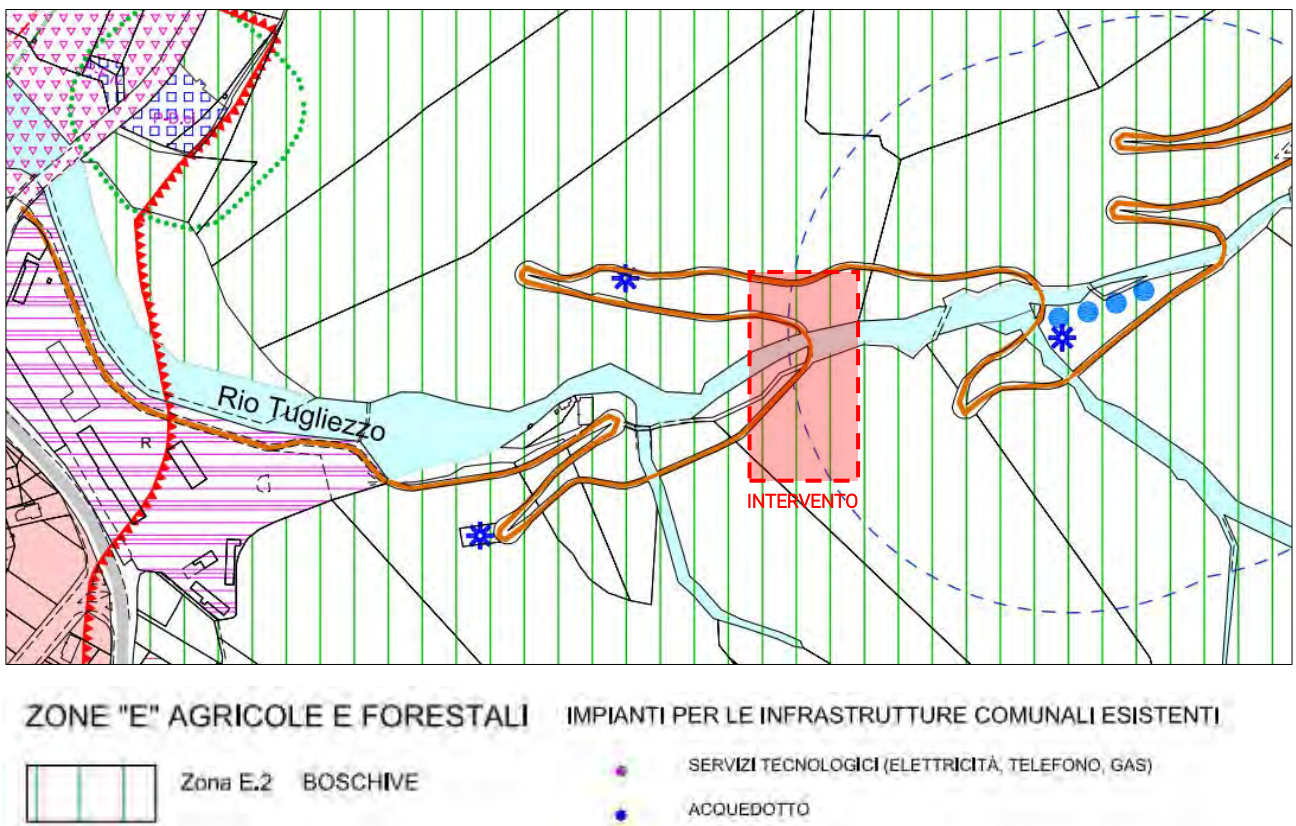 P-D.ci
Rio Tugliezzo
R
INTERVENTO
ZONE "E" AGRICOLE E FORESTALI
IMPIANTI PER LE INFRASTRUTTURE COMUNALI ESISTENTI
Zona E.2 BOSCHIVE
SERVIZI TECNOLOGICI (ELETTRICITÀ, TELEFONO, GAS)
ACQUEDOTTO